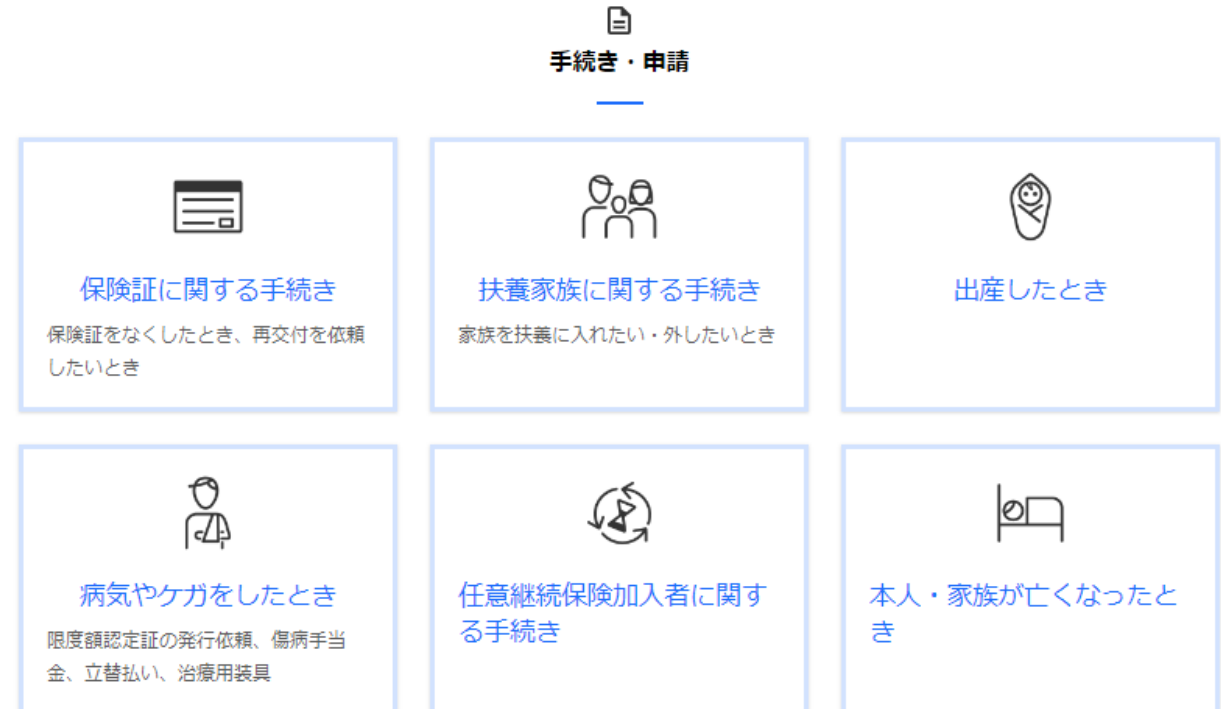 手続き・申請
保険証に関する手続き
保険証をなくしたとき、再交付を依頼
したいとき
扶養家族に関する手続き
家族を扶養に入れたい・外したいとき
出産したとき
病気やケガをしたとき
限度額認定証の発行依頼、傷病手当
金、立替払い、治療用装具
任意継続保険加入者に関す
る手続き
本人・家族が亡くなったと
き